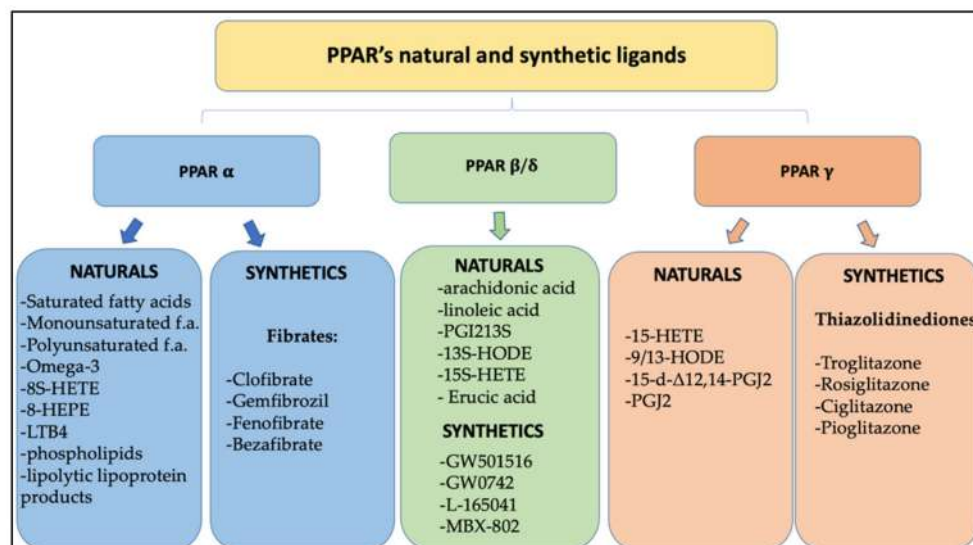 PPAR's natural and synthetic ligands
PPAR α
PPAR β/δ
PPAR γ
NATURALS
-Saturated fatty acids
-Monounsaturated f.a.
-Polyunsaturated f.a.
-Omega-3
-8S-HETE
-8-HEPE
-LTB4
-phospholipids
-lipolytic lipoprotein
products
SYNTHETICS
Fibrates:
-Clofibrate
-Gemfibrozil
-Fenofibrate
-Bezafibrate
NATURALS
-arachidonic acid
-linoleic acid
-PGI213S
-13S-HODE
-15S-HETE
- Erucic acid
SYNTHETICS
-GW501516
-GW0742
-L-165041
-MBX-802
NATURALS
-15-HETE
-9/13-HODE
-15-d-Δ12,14-PGJ2
-PGJ2
SYNTHETICS
Thiazolidinediones:
-Troglitazone
-Rosiglitazone
-Ciglitazone
-Pioglitazone